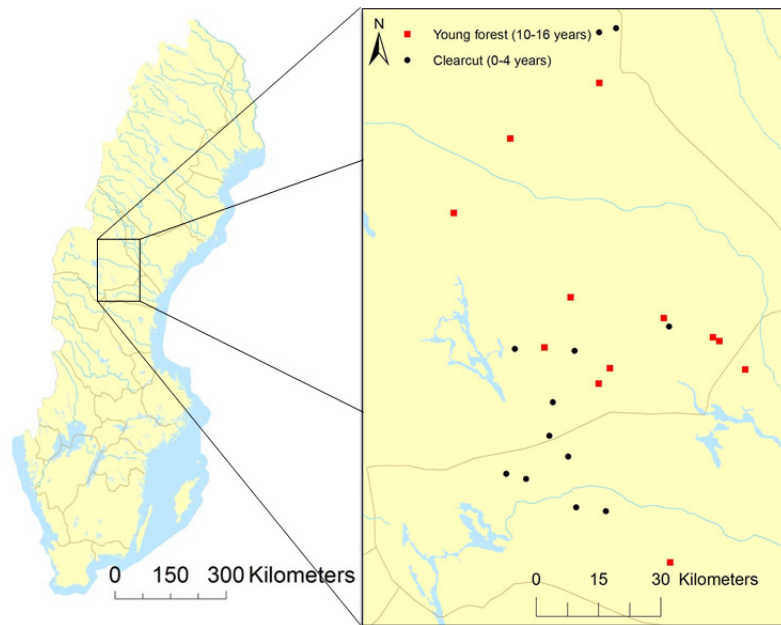 N
Young forest (10-16 years)
Clearcut (0-4 years)
0 150 300 Kilometers
0 15 30 Kilometers